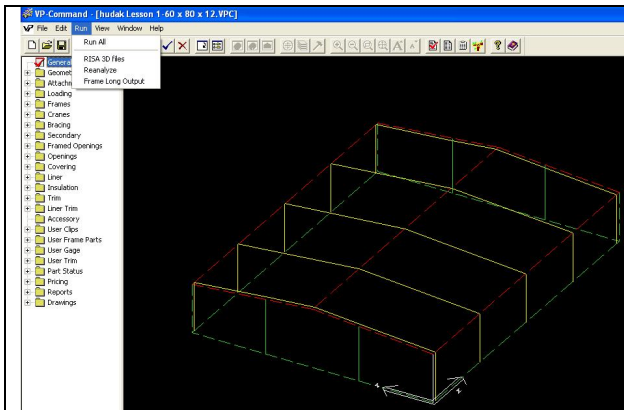 VP-Command - [hudak Lesson 1-60 x 80 x 12.VPC]
VP File Edit Run View Window Help
Run All
RISA 3D files
Reanalyze
Frame Long Output
General
Geomet
Attachm
Loading
Frames
Cranes
Bracing
Secondary
Framed Openings
Openings
Covering
Liner
Insulation
Trim
Liner Trim
Accessory
User Clips
User Frame Parts
User Gage
User Trim
Part Status
Pricing
Reports
Drawings